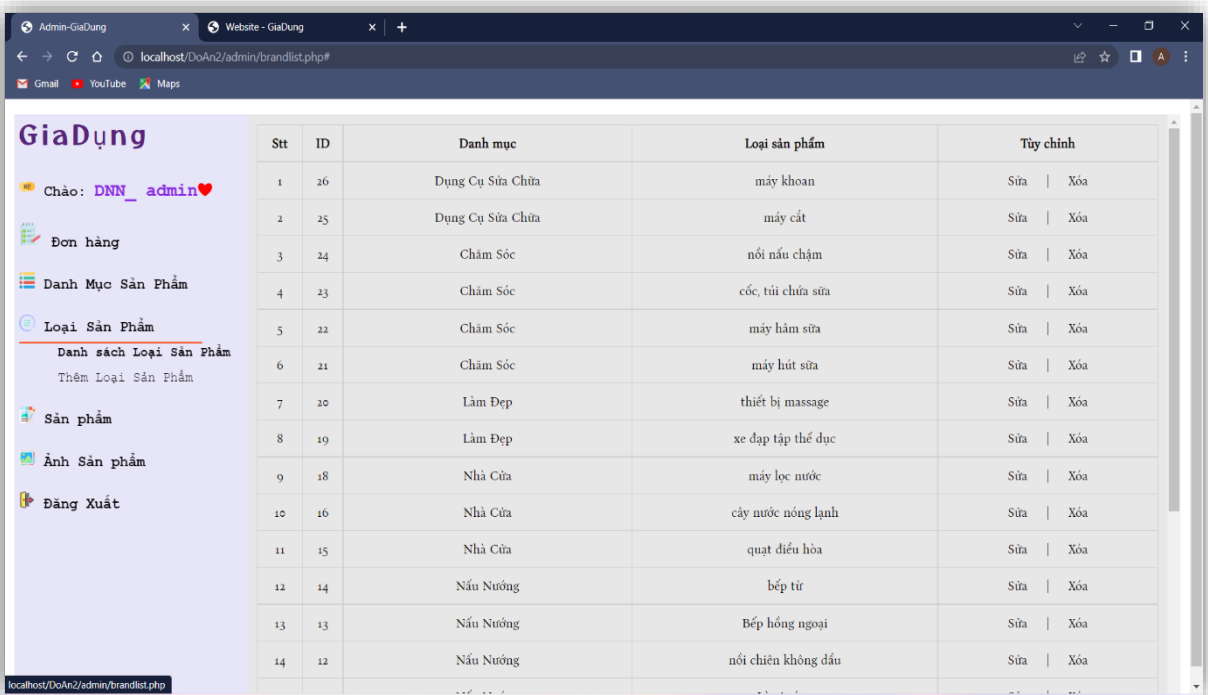 Admin-GiaDung
Website - GiaDung
localhost/DoAn2/admin/brandlist.php#
A
Gmail YouTube Maps
GiaDụng
Chào: DNN_ admin
Đơn hàng
Danh Mục Sản Phẩm
Loại Sản Phẩm
Danh sách Loại Sản Phẩm
Thêm Loại Sản Phẩm
Sản phẩm
Ảnh Sản phẩm
Đăng Xuất
Stt ID Danh mục Loại sản phẩm Tùy chỉnh
1 26 Dụng Cụ Sửa Chữa máy khoan Sửa | Xóa
2 25 Dụng Cụ Sửa Chữa máy cắt Sửa | Xóa
3 24 Chăm Sóc nồi nấu chậm Sửa | Xóa
4 23 Chăm Sóc cốc, túi chứa sữa Sửa | Xóa
5 22 Chăm Sóc máy hâm sữa Sửa | Xóa
6 21 Chăm Sóc máy hút sữa Sửa | Xóa
7 20 Làm Đẹp thiết bị massage Sửa | Xóa
8 19 Làm Đẹp xe đạp tập thể dục Sửa | Xóa
9 18 Nhà Cửa máy lọc nước Sửa | Xóa
10 16 Nhà Cửa cây nước nóng lạnh Sửa | Xóa
11 15 Nhà Cửa quạt điều hòa Sửa | Xóa
12 14 Nấu Nướng bếp từ Sửa | Xóa
13 13 Nấu Nướng Bếp hồng ngoại Sửa | Xóa
14 12 Nấu Nướng nồi chiên không dầu Sửa | Xóa
localhost/DoAn2/admin/brandlist.php